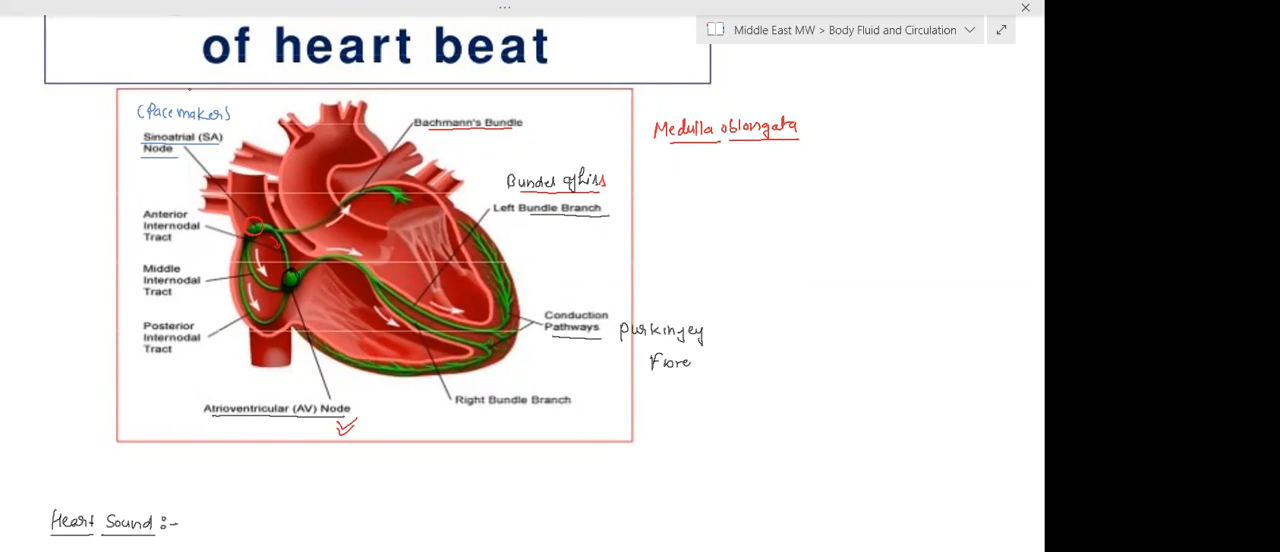 of heart beat
Middle East MW > Body Fluid and Circulation
(Pacemakers)
Sinoatrial (SA)
Node
Bachmann's Bundle
Medulla oblongata
Bundel of his
Left Bundle Branch
Anterior
Internodal
Tract
Middle
Internodal
Tract
Posterior
Internodal
Tract
Conduction
Pathways
Purkinjey
Atrioventricular (AV) Node
Right Bundle Branch
Heart Sound :-